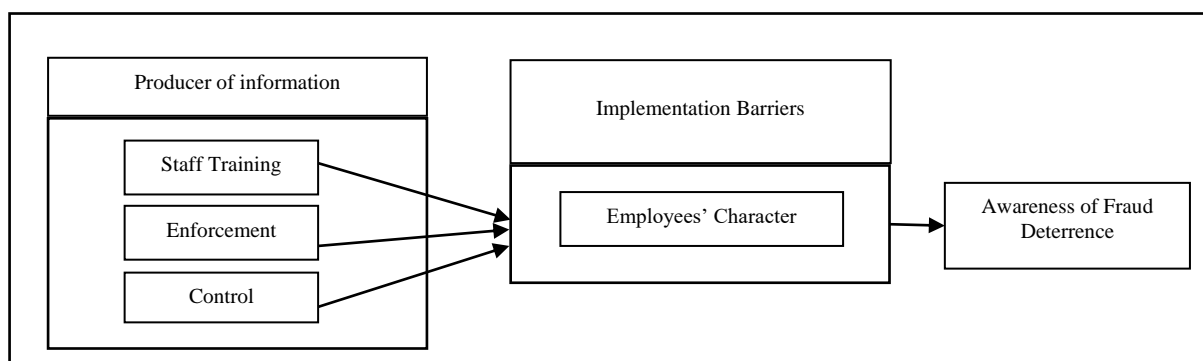 Producer of information
Staff Training
Enforcement
Control
Implementation Barriers
Employees’ Character
Awareness of Fraud
Deterrence